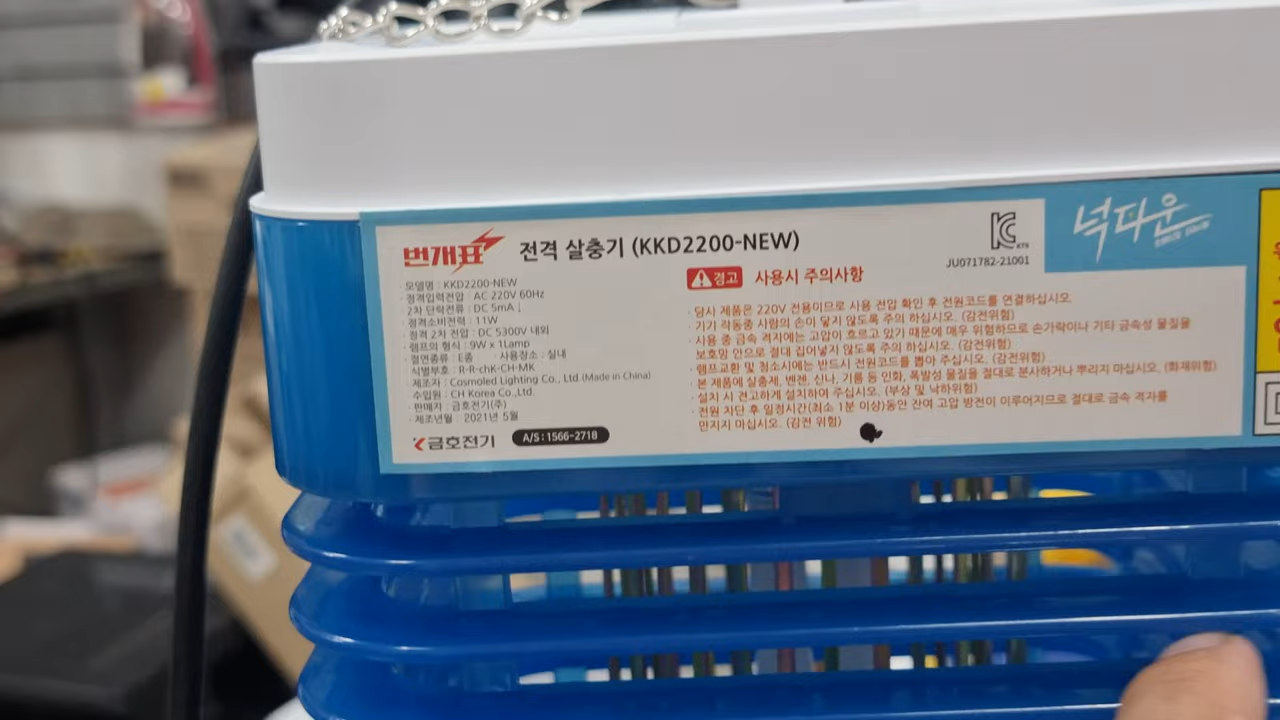 번개표 전격 살충기 (KKD2200-NEW)
· 모델명 : KKD2200-NEW
· 정격입력전압 : AC 220V 60Hz
· 2차 단락전류 : DC 5mA ↓
· 정격소비전력 : 11W
· 정격 2차 전압 : DC 5300V 내외
· 램프의 형식 : 9W x 1Lamp
· 절연종류 : E종 · 사용장소 : 실내
· 식별부호 : R-R-chK-CH-MK
· 제조자 : Cosmoled Lighting Co., Ltd.(Made in China)
· 수입원 : CH Korea Co.,Ltd.
· 판매자 : 금호전기(주)
· 제조년월 : 2021년 5월
금호전기 A/S : 1566-2718
경고 사용시 주의사항
· 당사 제품은 220V 전용이므로 사용 전압 확인 후 전원코드를 연결하십시오.
· 기기 작동중 사람의 손이 닿지 않도록 주의 하십시오. (감전위험)
· 사용 중 금속 격자에는 고압이 흐르고 있기 때문에 매우 위험하므로 손가락이나 기타 금속성 물질을
보호망 안으로 절대 집어넣지 않도록 주의 하십시오. (감전위험)
· 램프교환 및 청소시에는 반드시 전원코드를 뽑아 주십시오. (감전위험)
· 본 제품에 살충제, 벤젠, 신나, 기름 등 인화, 폭발성 물질을 절대로 분사하거나 뿌리지 마십시오. (화재위험)
· 설치 시 견고하게 설치하여 주십시오. (부상 및 낙하위험)
· 전원 차단 후 일정시간(최소 1분 이상)동안 잔여 고압 방전이 이루어지므로 절대로 금속 격자를
만지지 마십시오. (감전 위험)
JU071782-21001
넉다운